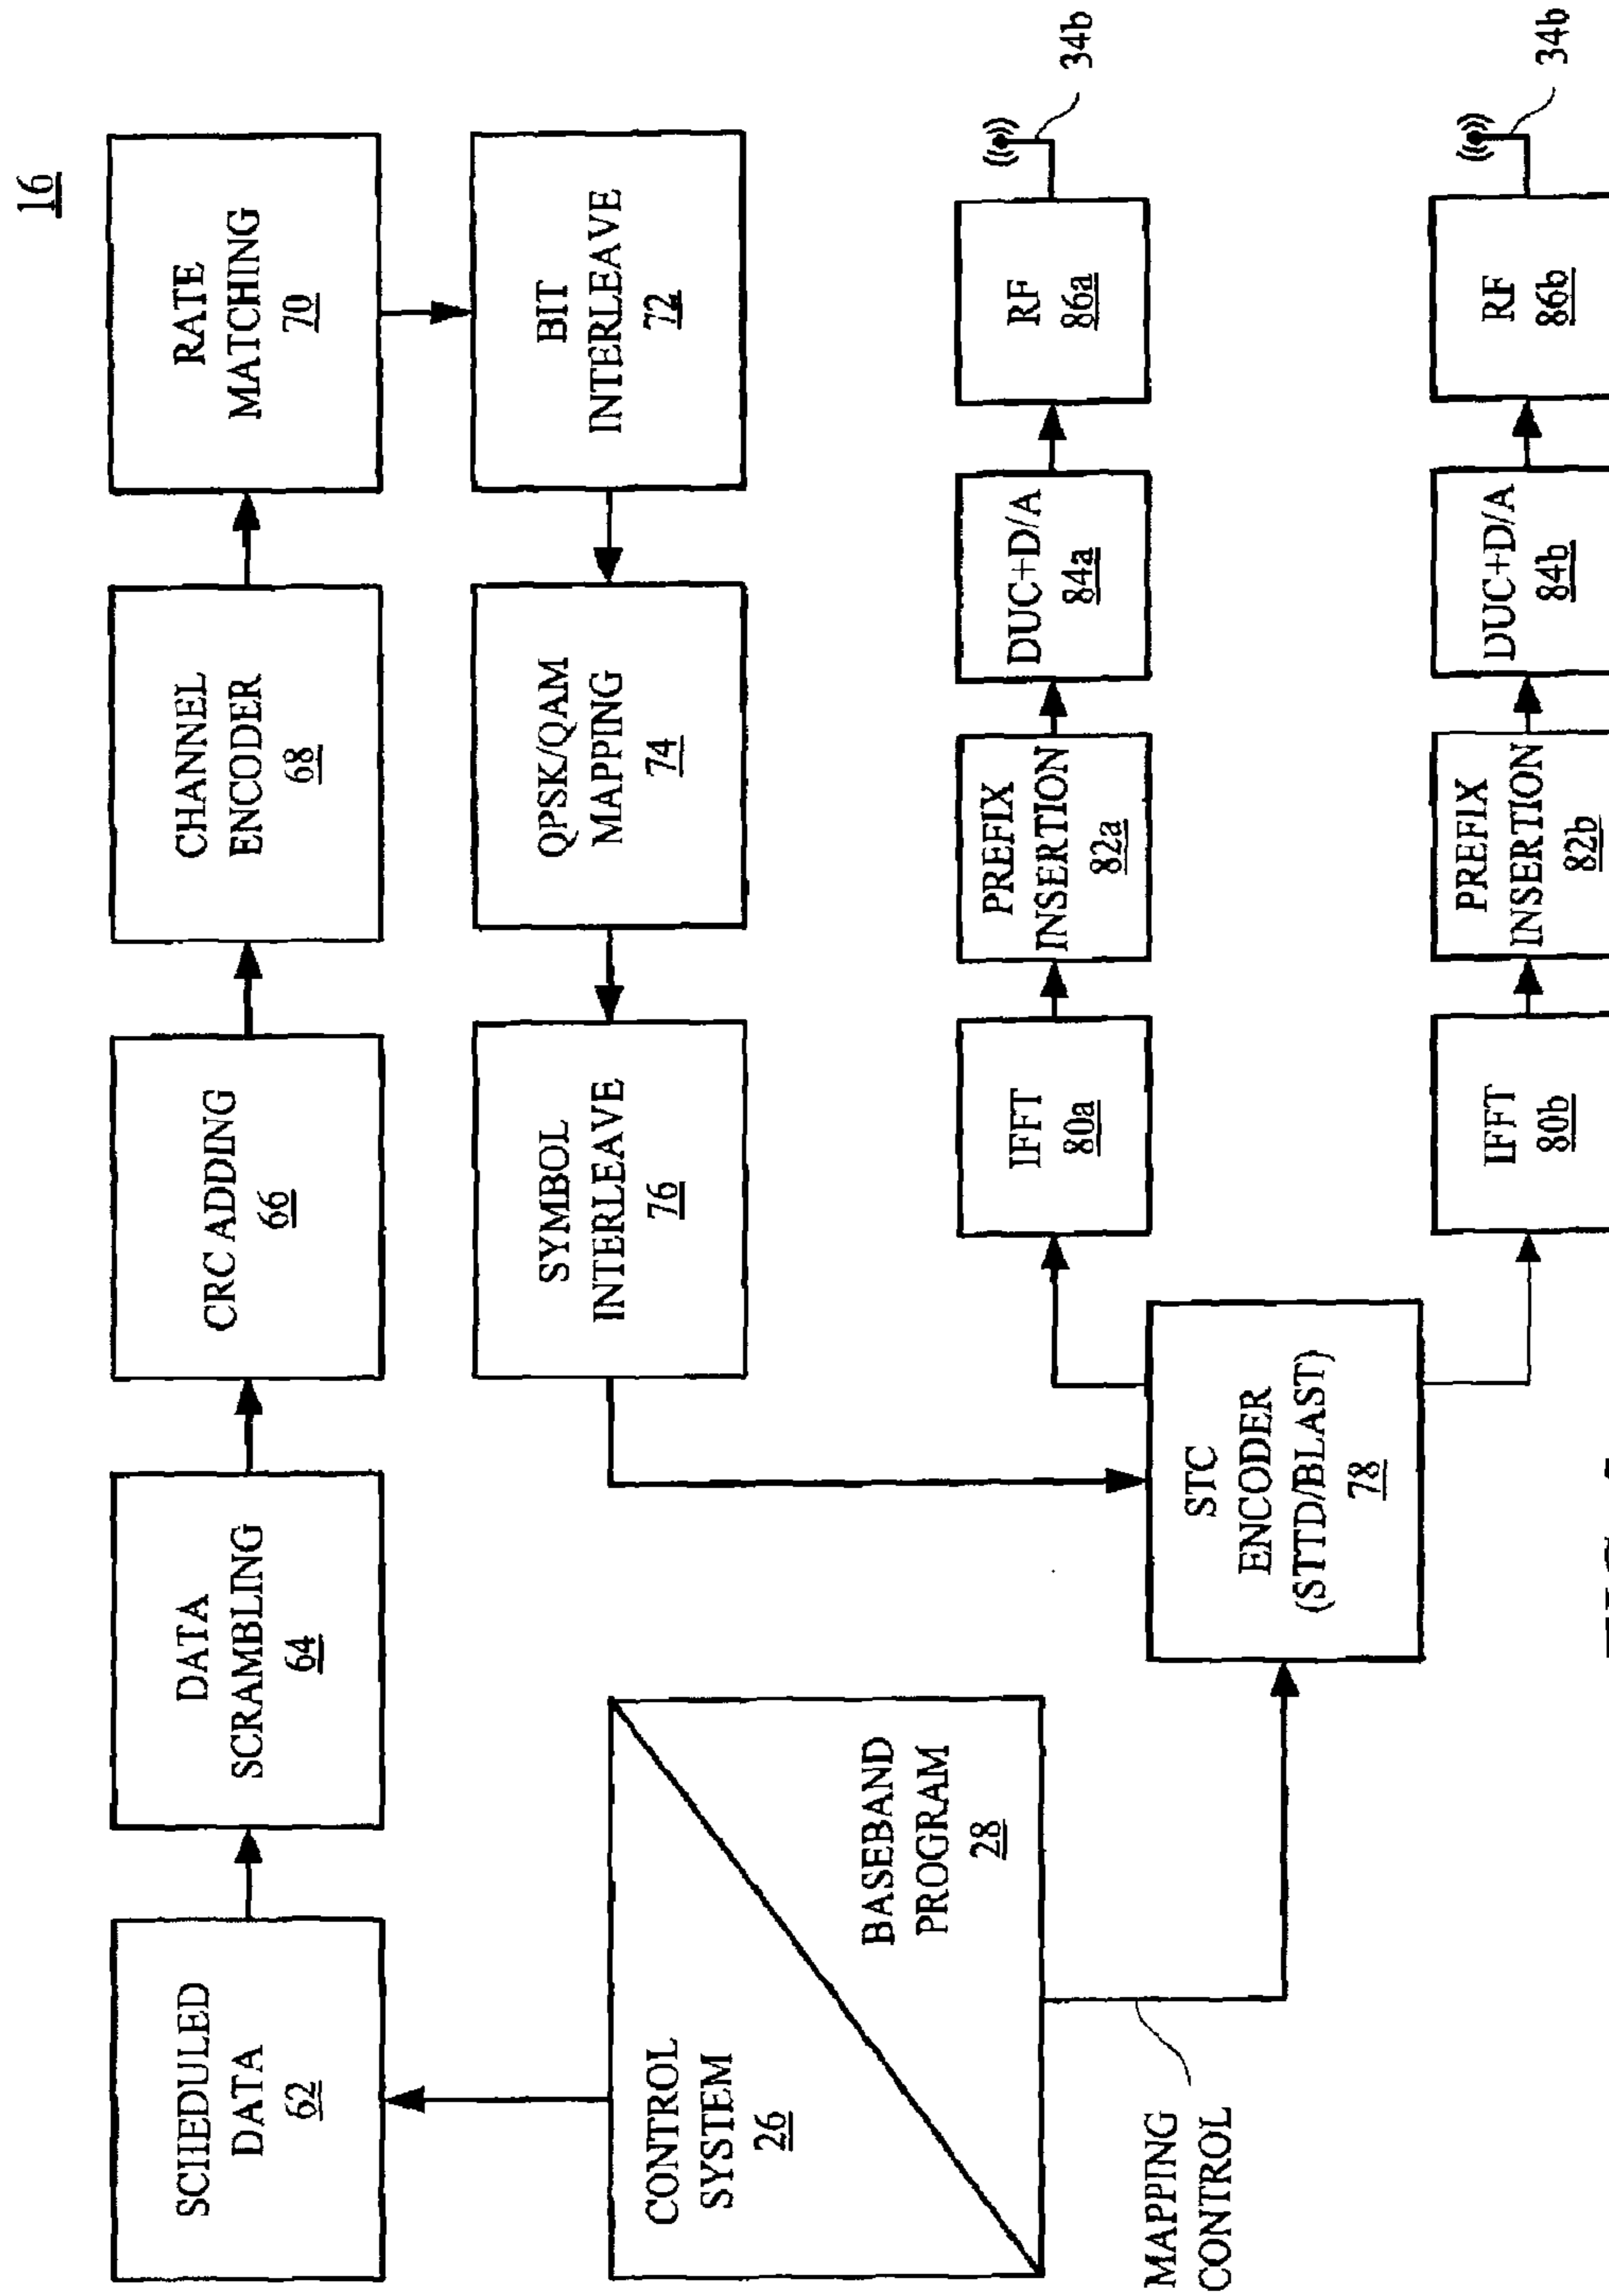 16
SCHEDULED
DATA
62
DATA
SCRAMBLING
64
CRC ADDING
66
CHANNEL
ENCODER
68
RATE
MATCHING
70
BIT
INTERLEAVE
72
QPSK/QAM
MAPPING
74
SYMBOL
INTERLEAVE
76
CONTROL
SYSTEM
26
BASEBAND
PROGRAM
28
MAPPING
CONTROL
STC
ENCODER
(STTD/BLAST)
78
IFFT
80a
PREFIX
INSERTION
82a
DUC+D/A
84a
RF
86a
34b
IFFT
80b
PREFIX
INSERTION
82b
DUC+D/A
84b
RF
86b
34b